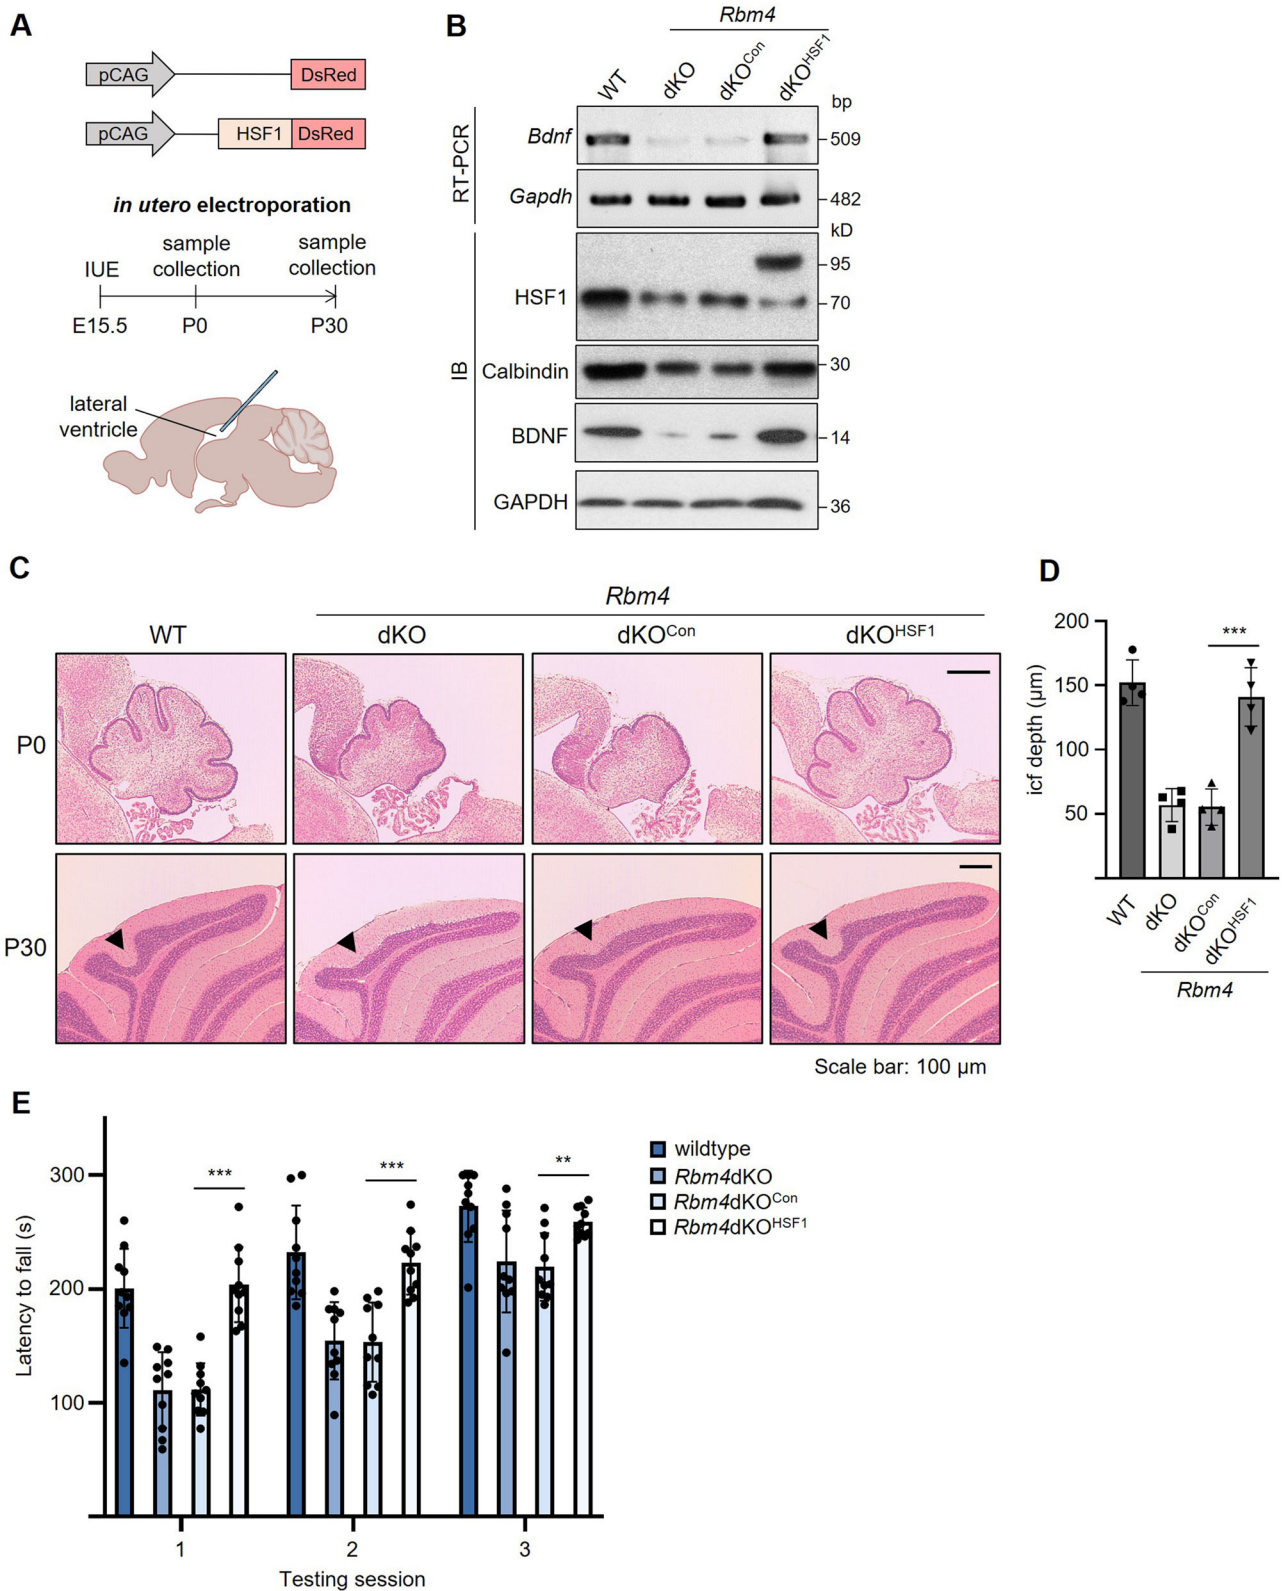 A
pCAG
DsRed
pCAG
HSF1
DsRed
in utero electroporation
sample
collection
sample
collection
IUE
E15.5
P0
P30
lateral
ventricle
B
Rbm4
WT
dKO
dKOCon
dKOHSF1
bp
RT-PCR
Bdnf
509
Gapdh
482
kD
IB
HSF1
95
70
Calbindin
30
BDNF
14
GAPDH
36
C
Rbm4
WT
dKO
dKOCon
dKOHSF1
P0
P30
Scale bar: 100 µm
D
icf depth (µm)
200
150
100
50
***
WT
dKO
dKOCon
dKOHSF1
Rbm4
E
Latency to fall (s)
300
200
100
***
***
**
wildtype
Rbm4dKO
Rbm4dKOCon
Rbm4dKOHSF1
1
2
3
Testing session